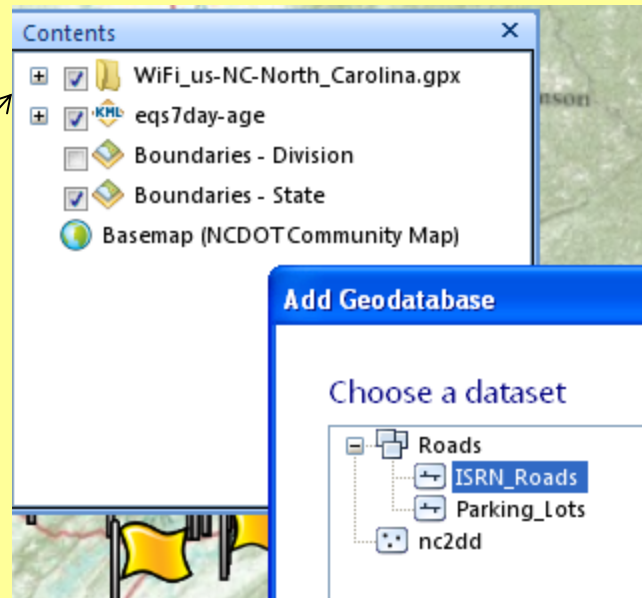 Contents
WiFi_us-NC-North_Carolina.gpx
KML eqs7day-age
Boundaries - Division
Boundaries - State
Basemap (NCDOT Community Map)
nson
Add Geodatabase
Choose a dataset
Roads
ISRN_Roads
Parking_Lots
nc2dd